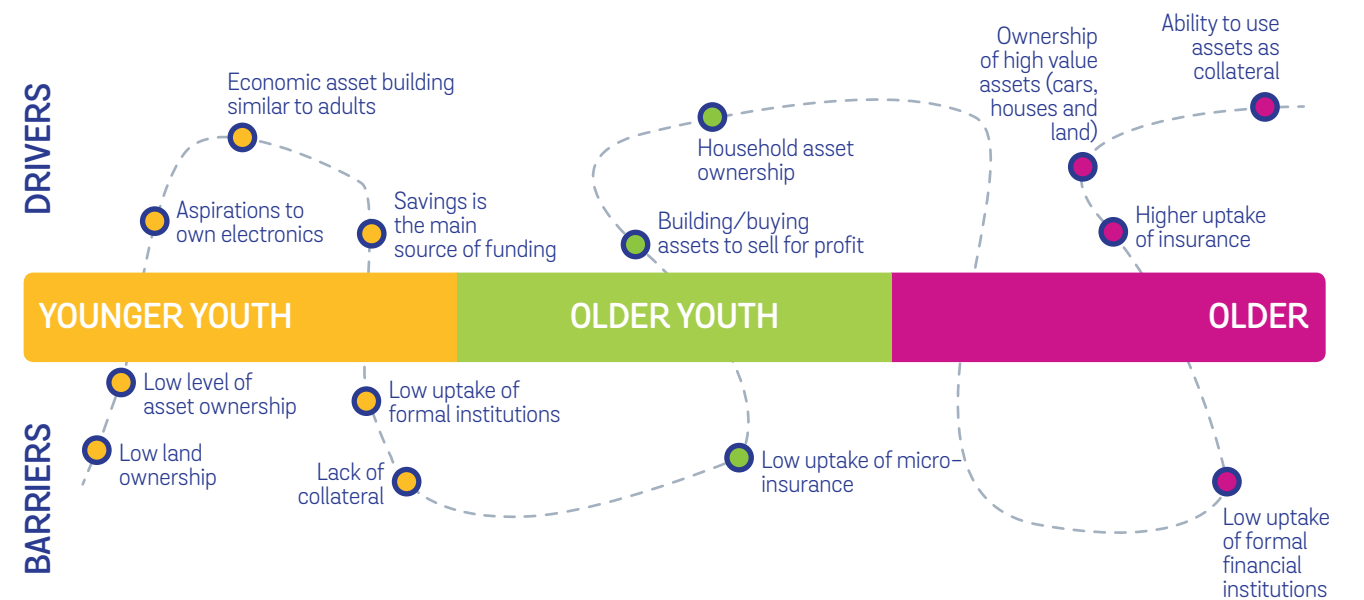 DRIVERS
Economic asset building
similar to adults
Aspirations to
own electronics
Savings is
the main
source of funding
Household asset
ownership
Building/buying
assets to sell for profit
Ownership
of high value
assets (cars,
houses and
land)
Ability to use
assets as
collateral
Higher uptake
of insurance
YOUNGER YOUTH
OLDER YOUTH
OLDER
BARRIERS
Low level of
asset ownership
Low land
ownership
Low uptake of
formal institutions
Lack of
collateral
Low uptake of micro-
insurance
Low uptake
of formal
financial
institutions